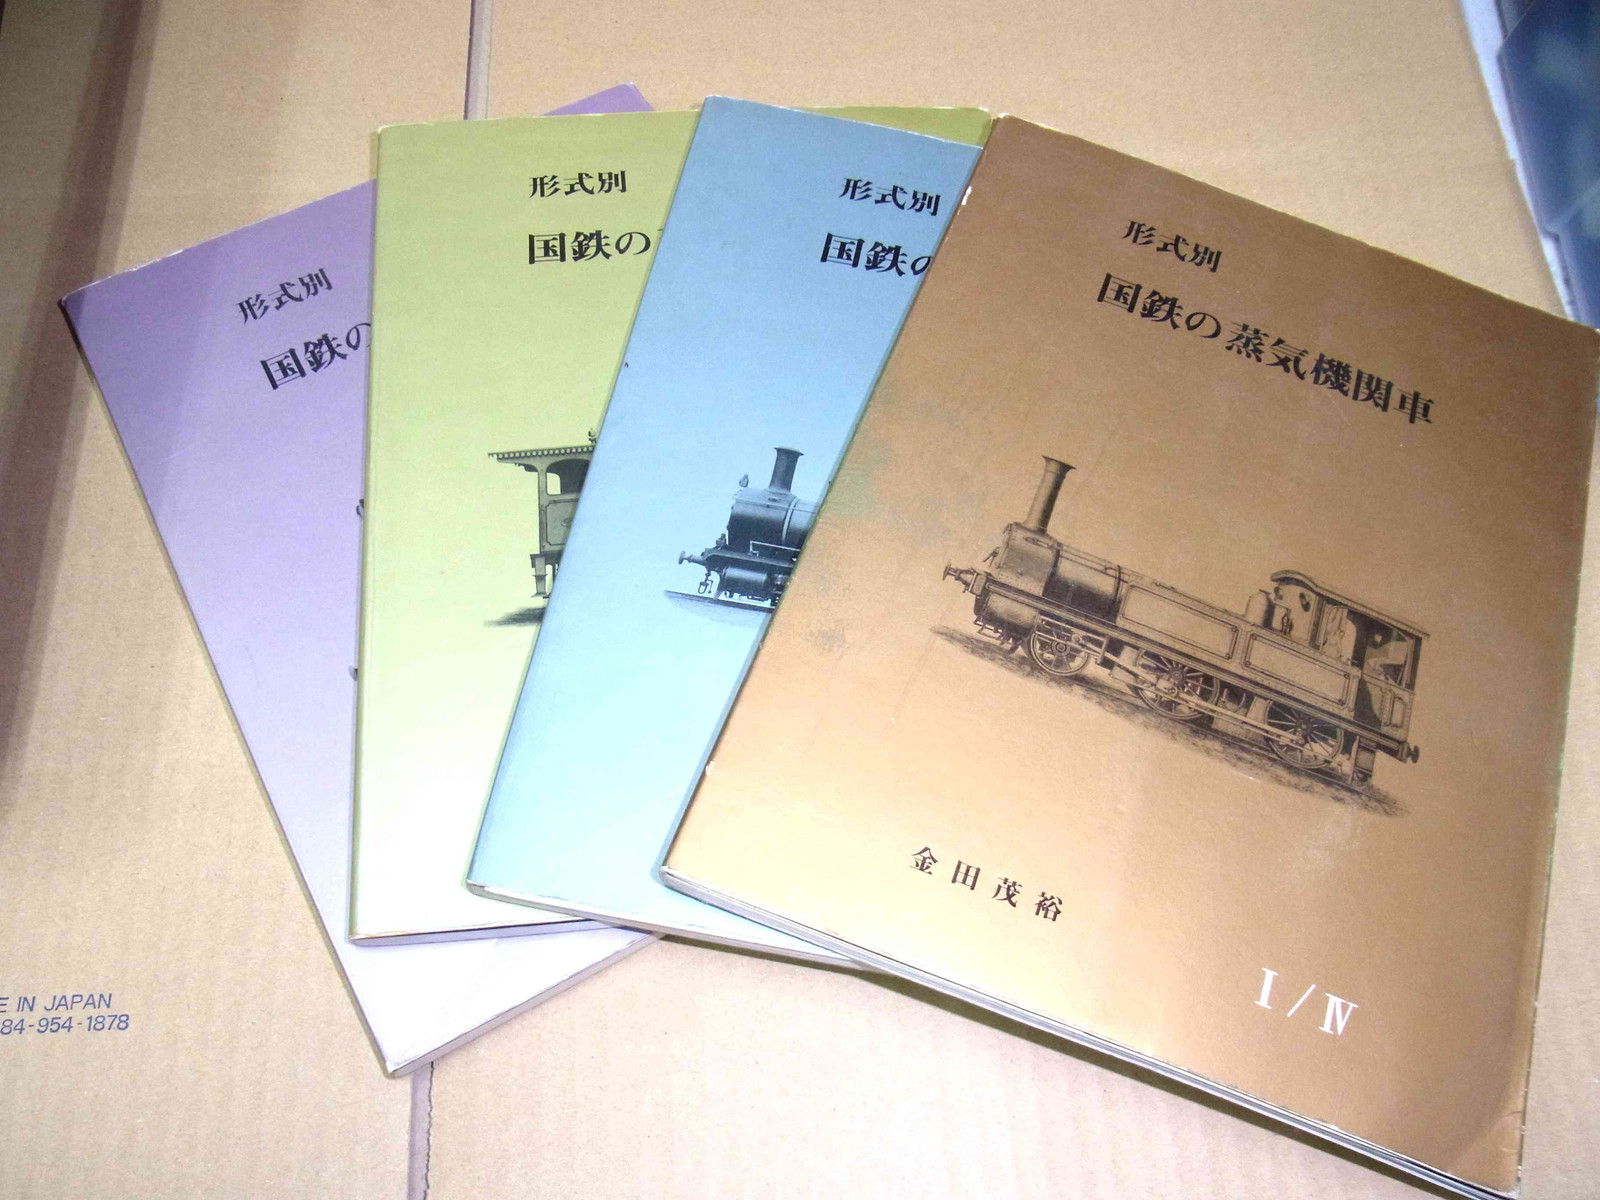 形式別
国鉄の
形式別
国鉄の
形式別
国鉄の
形式別
国鉄の蒸気機関車
金田茂裕
I/IV
E IN JAPAN
84-954-1878